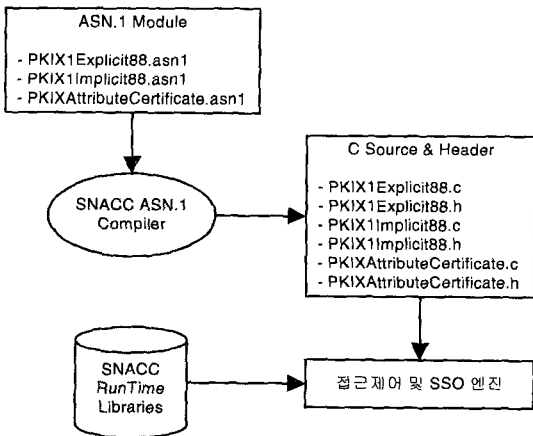 ASN.1 Module
- PKIX1Explicit88.asn1
- PKIX1Implicit88.asn1
- PKIXAttributeCertificate.asn1
SNACC ASN.1
Compiler
C Source & Header
- PKIX1Explicit88.c
- PKIX1Explicit88.h
- PKIX1Implicit88.c
- PKIX1Implicit88.h
- PKIXAttributeCertificate.c
- PKIXAttributeCertificate.h
SNACC
RunTime
Libraries
접근제어 및 SSO 엔진